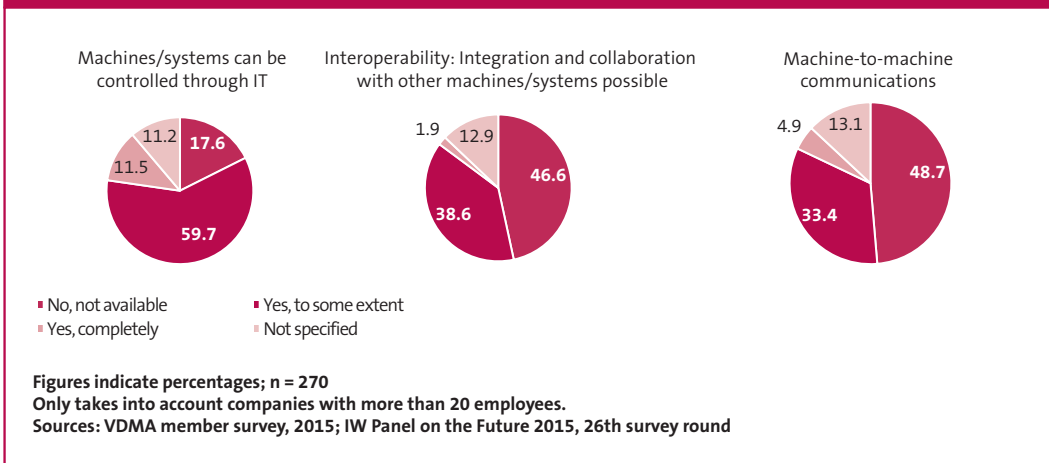 Machines/systems can be
controlled through IT
Interoperability: Integration and collaboration
with other machines/systems possible
Machine-to-machine
communications
11.2
17.6
11.5
59.7
1.9
12.9
46.6
38.6
4.9
13.1
48.7
33.4
No, not available
Yes, to some extent
Yes, completely
Not specified
Figures indicate percentages; n = 270
Only takes into account companies with more than 20 employees.
Sources: VDMA member survey, 2015; IW Panel on the Future 2015, 26th survey round